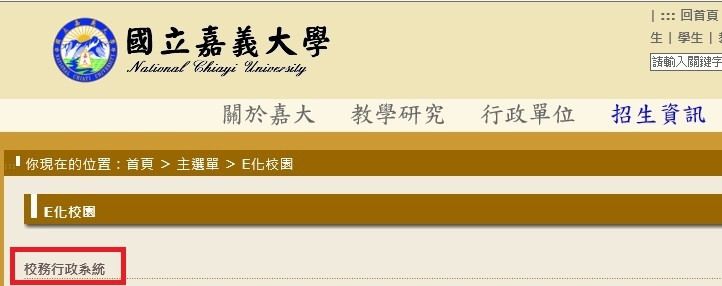 | ::: 回首頁
國立嘉義大學
National Chiayi University
生 | 學生 |
請輸入關鍵字
關於嘉大 教學研究 行政單位 招生資訊
::: 你現在的位置：首頁 > 主選單 > E化校園
E化校園
校務行政系統